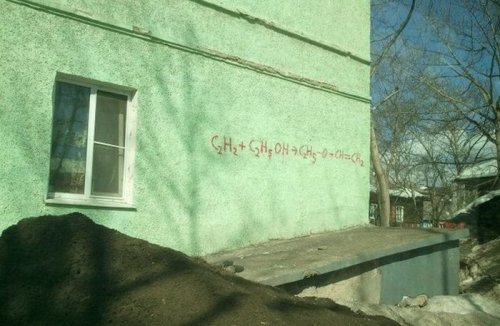 C₂H₂ + C₂H₅OH → C₂H₅–O–CH=CH₂